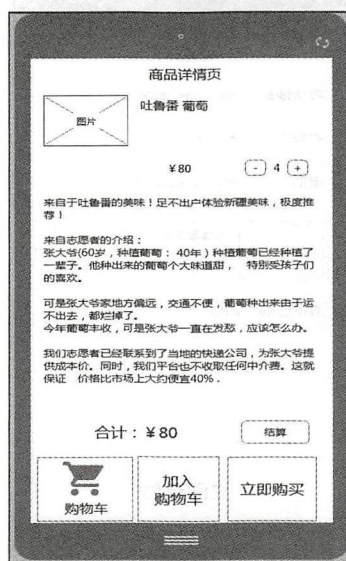 商品详情页
图片
吐鲁番 葡萄
¥80
- 4 +
来自于吐鲁番的美味！足不出户体验新疆美味，极度推
荐！
来自志愿者的介绍：
张大爷(60岁，种植葡萄： 40年）种植葡萄已经种植了
一辈子。他种出来的葡萄个大味道甜， 特别受孩子们
的喜欢。
可是张大爷家地方偏远，交通不便，葡萄种出来由于运
不出去，都烂掉了。
今年葡萄丰收，可是张大爷一直在发愁，应该怎么办。
我们志愿者已经联系到了当地的快递公司，为张大爷提
供成本价。同时，我们平台也不收取任何中介费。这就
保证 价格比市场上大约便宜40%．
合计：¥80
结算
购物车
加入
购物车
立即购买